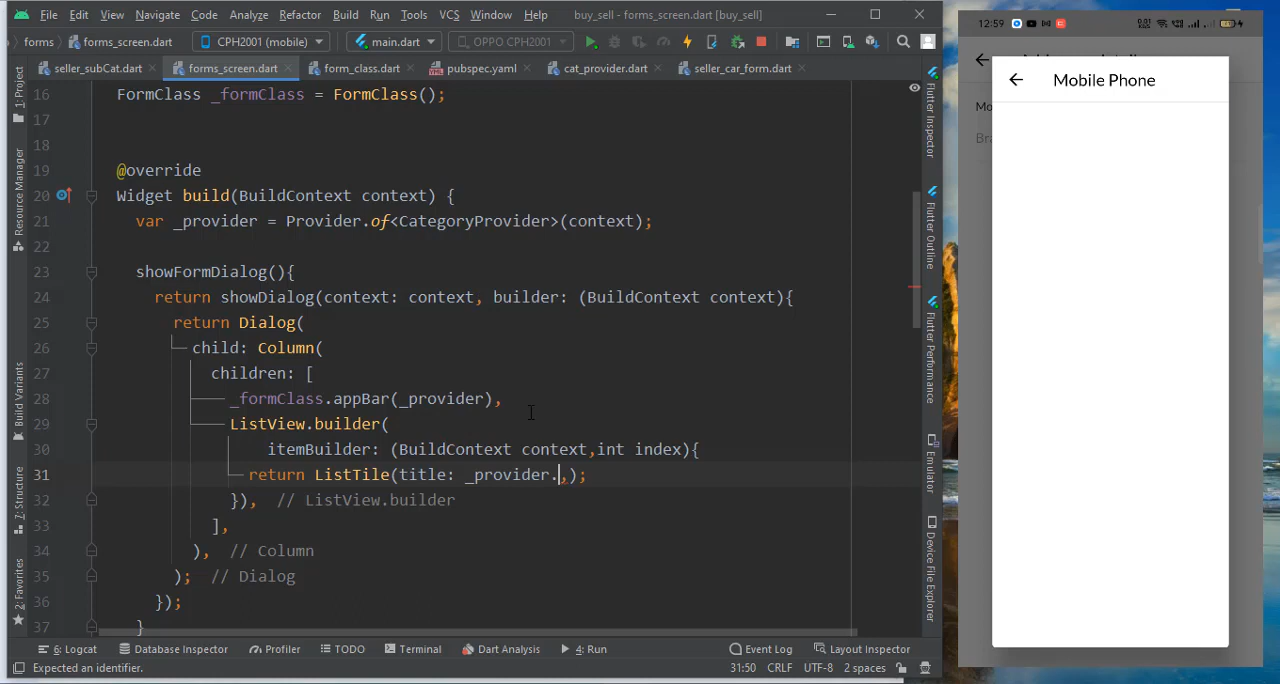 File Edit View Navigate Code Analyze Refactor Build Run Tools VCS Window Help buy_sell - forms_screen.dart [buy_sell]
forms forms_screen.dart CPH2001 (mobile) main.dart OPPO CPH2001
seller_subCat.dart forms_screen.dart form_class.dart pubspec.yaml cat_provider.dart seller_car_form.dart
16 FormClass _formClass = FormClass();
17
18
19 @override
20 Widget build(BuildContext context) {
21 var _provider = Provider.of<CategoryProvider>(context);
22
23 showFormDialog(){
24 return showDialog(context: context, builder: (BuildContext context){
25 return Dialog(
26 child: Column(
27 children: [
28 _formClass.appBar(_provider),
29 ListView.builder(
30 itemBuilder: (BuildContext context,int index){
31 return ListTile(title: _provider.,);
32 }), // ListView.builder
33 ],
34 ), // Column
35 ); // Dialog
36 });
37 }
1: Project
Resource Manager
Build Variants
7: Structure
2: Favorites
Flutter Inspector
Flutter Outline
Flutter Performance
Emulator
Device File Explorer
6: Logcat Database Inspector Profiler TODO Terminal Dart Analysis 4: Run Event Log Layout Inspector
Expected an identifier. 31:50 CRLF UTF-8 2 spaces
12:59
Mobile Phone
Mo
Bra